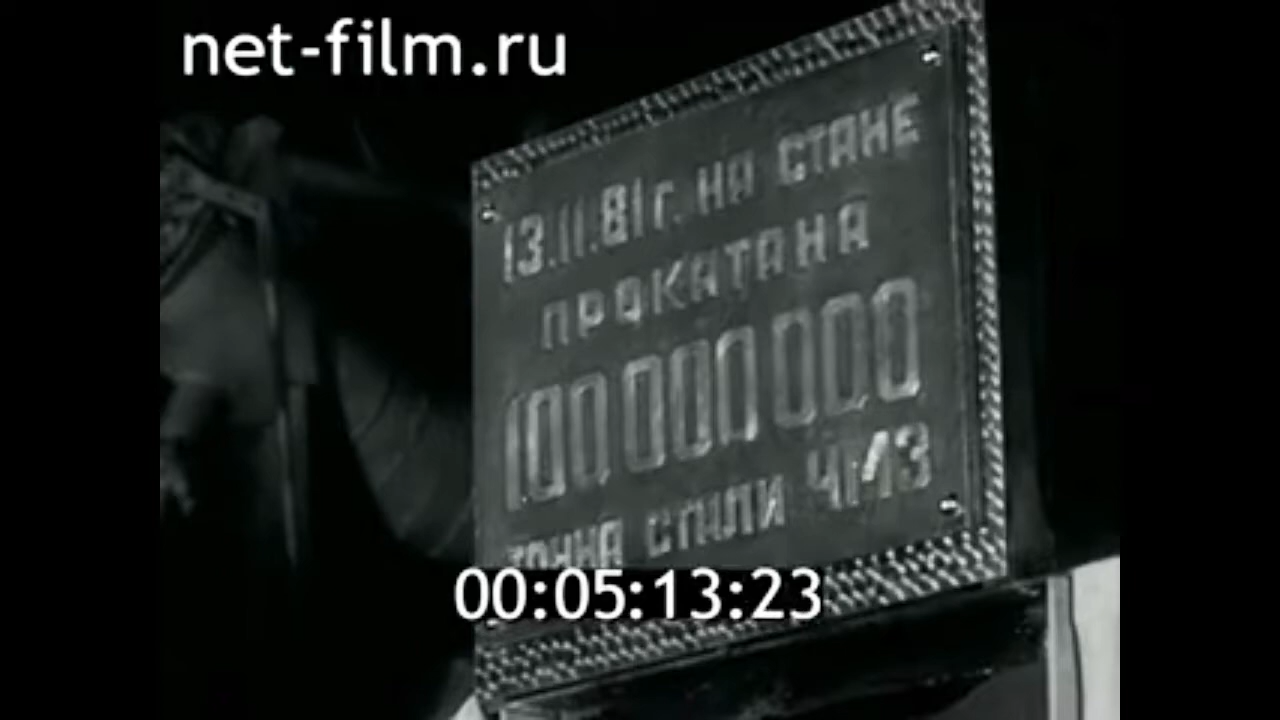 net-film.ru
13.11.81г. НА СТАНЕ
ПРОКАТАНА
100 000 000
ТОННА СТАЛИ ЧМЗ
00:05:13:23